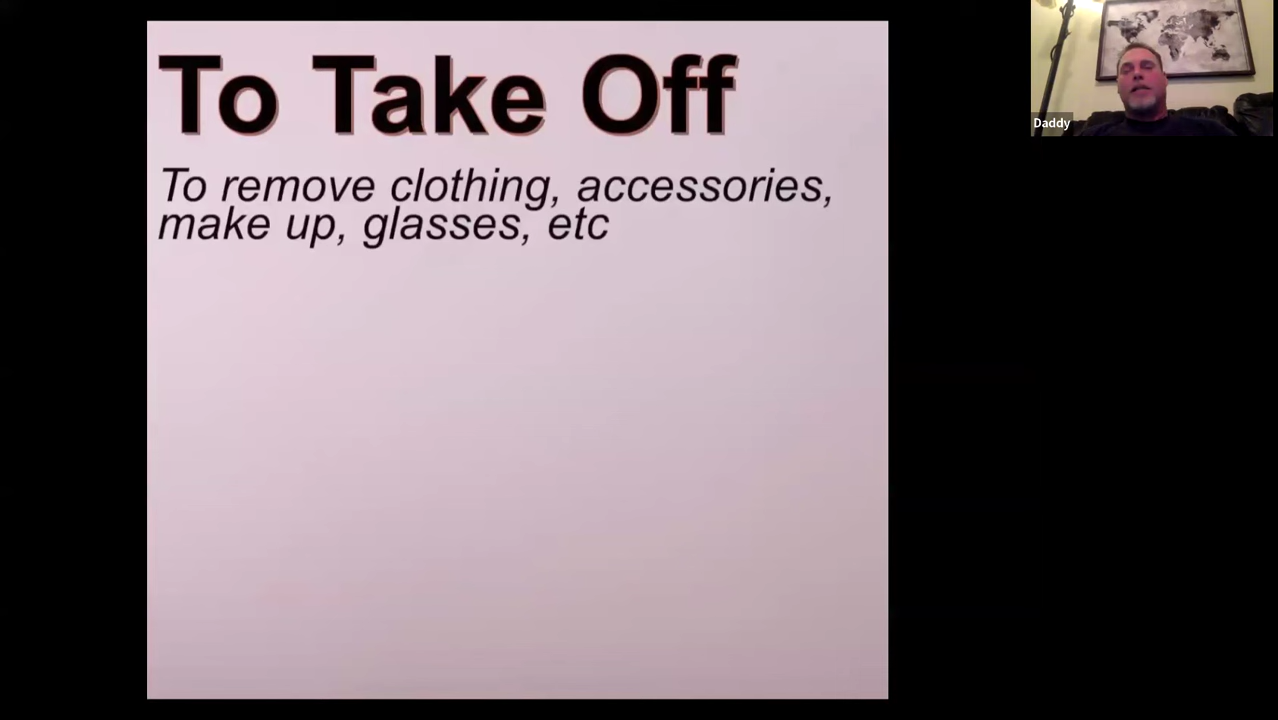 To Take Off
To remove clothing, accessories,
make up, glasses, etc
Daddy